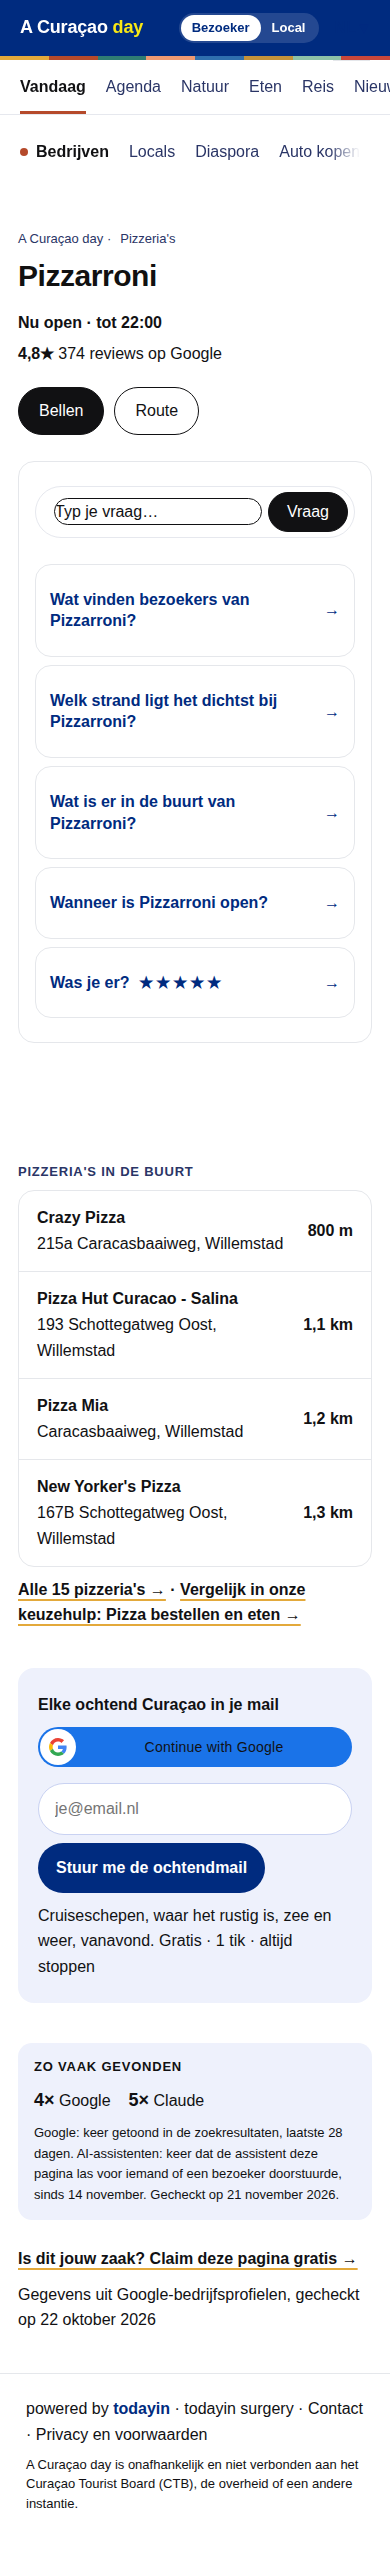 A Curaçao day
Bezoeker Local
Vandaag Agenda Natuur Eten Reis Nieuw
Bedrijven Locals Diaspora Auto kopen
A Curaçao day · Pizzeria's
Pizzarroni
Nu open · tot 22:00
4,8★ 374 reviews op Google
Bellen Route
Typ je vraag… Vraag
Wat vinden bezoekers van
Pizzarroni? →
Welk strand ligt het dichtst bij
Pizzarroni? →
Wat is er in de buurt van
Pizzarroni? →
Wanneer is Pizzarroni open? →
Was je er? ★★★★★ →
PIZZERIA'S IN DE BUURT
Crazy Pizza
215a Caracasbaaiweg, Willemstad 800 m
Pizza Hut Curacao - Salina
193 Schottegatweg Oost, 1,1 km
Willemstad
Pizza Mia
Caracasbaaiweg, Willemstad 1,2 km
New Yorker's Pizza
167B Schottegatweg Oost, 1,3 km
Willemstad
Alle 15 pizzeria's → · Vergelijk in onze
keuzehulp: Pizza bestellen en eten →
Elke ochtend Curaçao in je mail
Continue with Google
je@email.nl
Stuur me de ochtendmail
Cruiseschepen, waar het rustig is, zee en
weer, vanavond. Gratis · 1 tik · altijd
stoppen
ZO VAAK GEVONDEN
4× Google 5× Claude
Google: keer getoond in de zoekresultaten, laatste 28
dagen. AI-assistenten: keer dat de assistent deze
pagina las voor iemand of een bezoeker doorstuurde,
sinds 14 november. Gecheckt op 21 november 2026.
Is dit jouw zaak? Claim deze pagina gratis →
Gegevens uit Google-bedrijfsprofielen, gecheckt
op 22 oktober 2026
powered by todayin · todayin surgery · Contact
· Privacy en voorwaarden
A Curaçao day is onafhankelijk en niet verbonden aan het
Curaçao Tourist Board (CTB), de overheid of een andere
instantie.